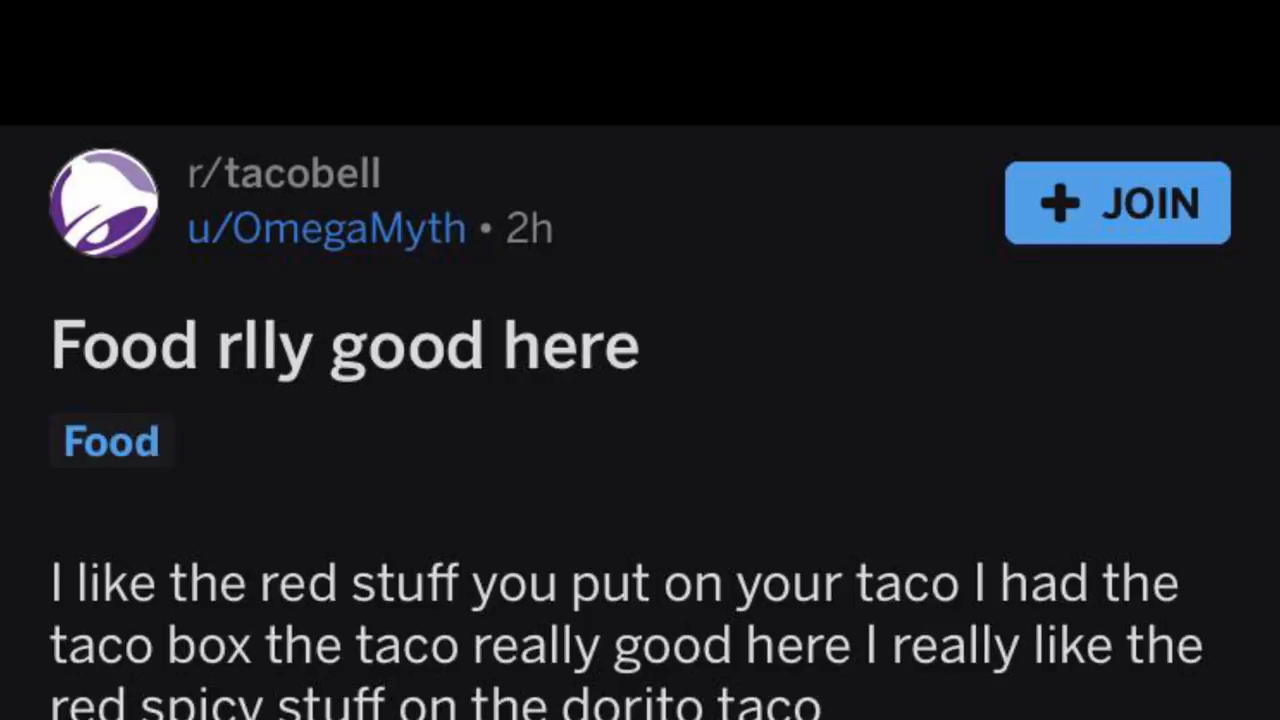 r/tacobell
u/OmegaMyth • 2h
+ JOIN
Food rlly good here
Food
I like the red stuff you put on your taco I had the
taco box the taco really good here I really like the
red spicy stuff on the dorito taco